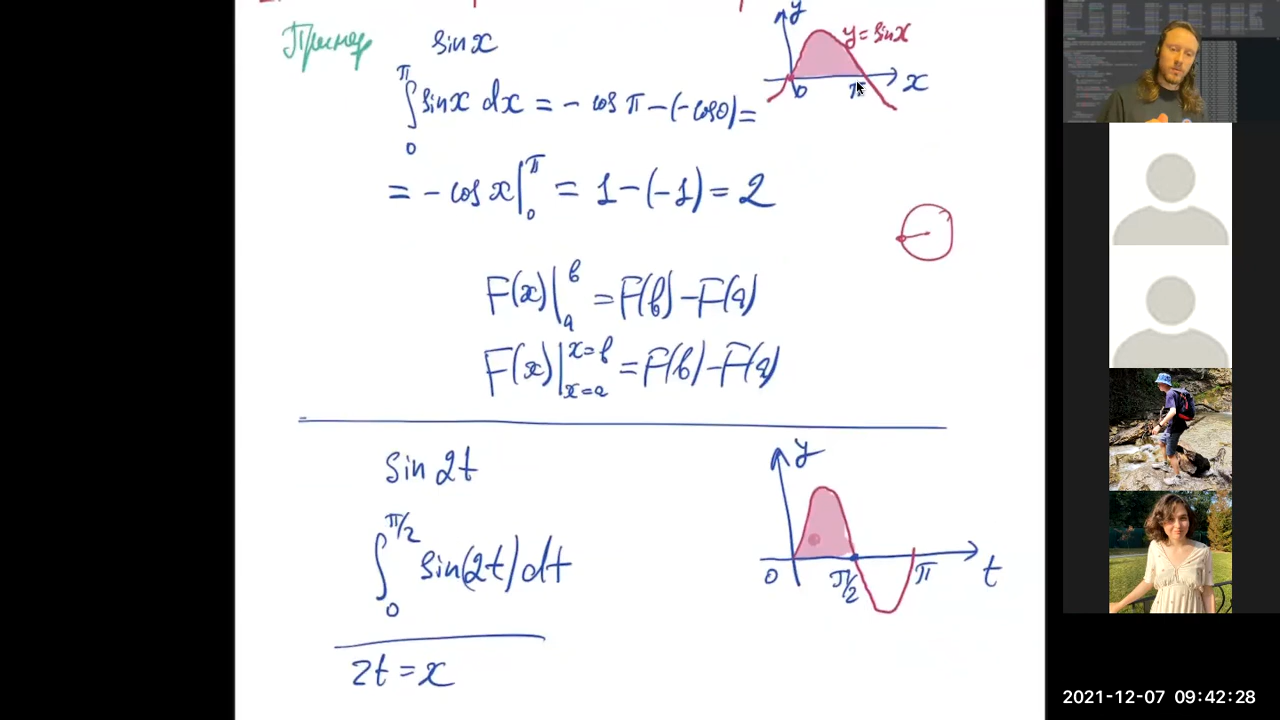 Пример sin x
∫₀^π sin x dx = - cos π - (- cos 0) =
= - cos x |₀^π = 1 - (-1) = 2
y
y = sin x
0 π x
F(x) |ₐ^b = F(b) - F(a)
F(x) |ₓ₌ₐ^x=b = F(b) - F(a)
sin 2t
∫₀^π/2 sin(2t) dt
2t = x
y
0 π/2 π t
2021-12-07 09:42:28